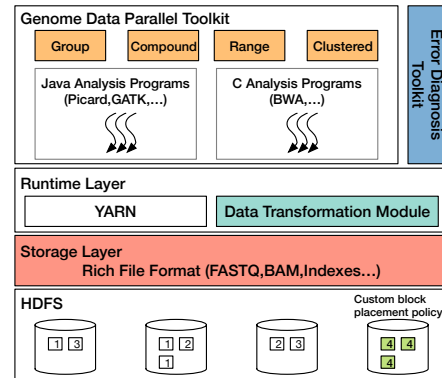 Genome Data Parallel Toolkit
Group
Compound
Range
Clustered
Java Analysis Programs
(Picard,GATK,...)
C Analysis Programs
(BWA,...)
Error Diagnosis
Toolkit
Runtime Layer
YARN
Data Transformation Module
Storage Layer
Rich File Format (FASTQ,BAM,Indexes...)
HDFS
Custom block
placement policy
1 3
1 2
1
2 3
4 4
4